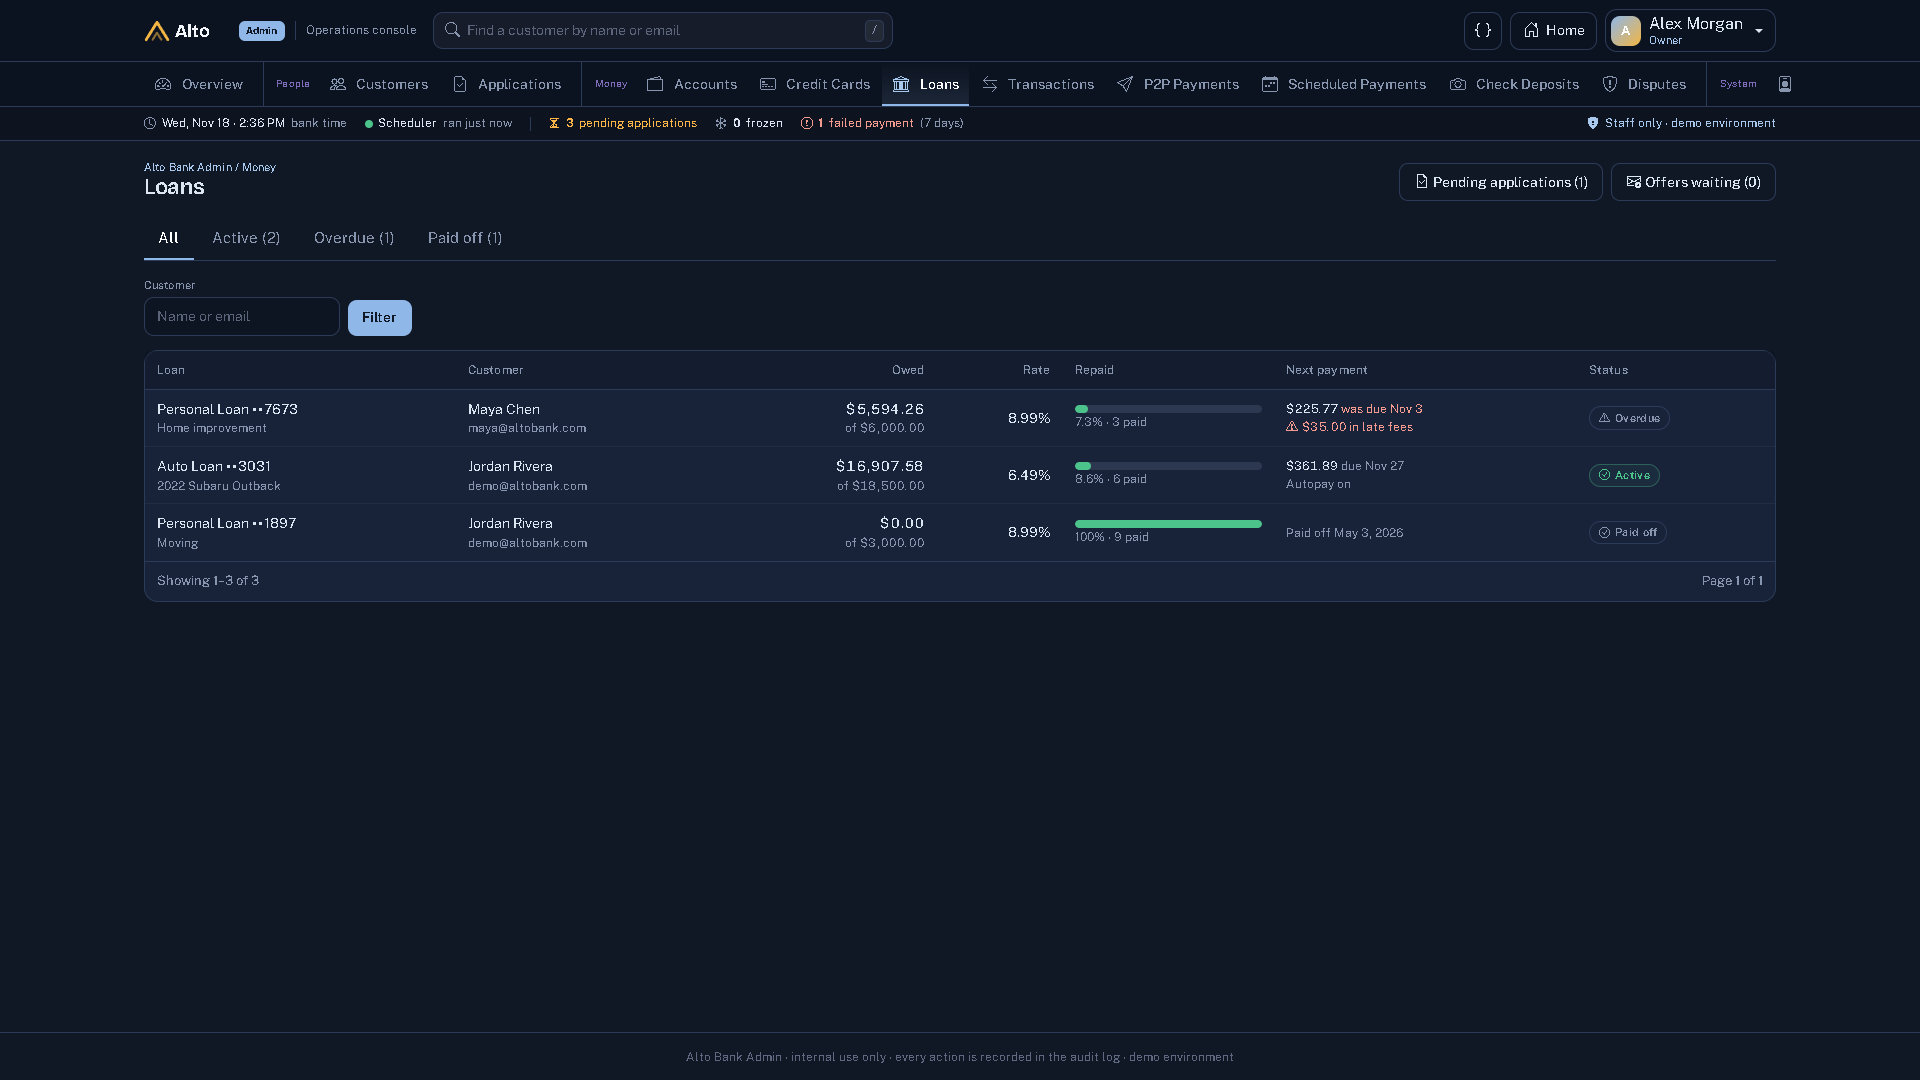 Alto Admin Operations console Find a customer by name or email / { } Home A Alex Morgan
Owner
Overview People Customers Applications Money Accounts Credit Cards Loans Transactions P2P Payments Scheduled Payments Check Deposits Disputes System
Wed, Nov 18 · 2:36 PM bank time Scheduler ran just now 3 pending applications 0 frozen 1 failed payment (7 days) Staff only · demo environment
Alto Bank Admin / Money
Loans
Pending applications (1) Offers waiting (0)
All Active (2) Overdue (1) Paid off (1)
Customer
Name or email Filter
Loan Customer Owed Rate Repaid Next payment Status
Personal Loan ••7673 Maya Chen $5,594.26 8.99% $225.77 was due Nov 3 Overdue
Home improvement maya@altobank.com of $6,000.00 7.3% · 3 paid $35.00 in late fees
Auto Loan ••3031 Jordan Rivera $16,907.58 6.49% $361.89 due Nov 27 Active
2022 Subaru Outback demo@altobank.com of $18,500.00 8.6% · 6 paid Autopay on
Personal Loan ••1897 Jordan Rivera $0.00 8.99% Paid off May 3, 2026 Paid off
Moving demo@altobank.com of $3,000.00 100% · 9 paid
Showing 1–3 of 3 Page 1 of 1
Alto Bank Admin · internal use only · every action is recorded in the audit log · demo environment